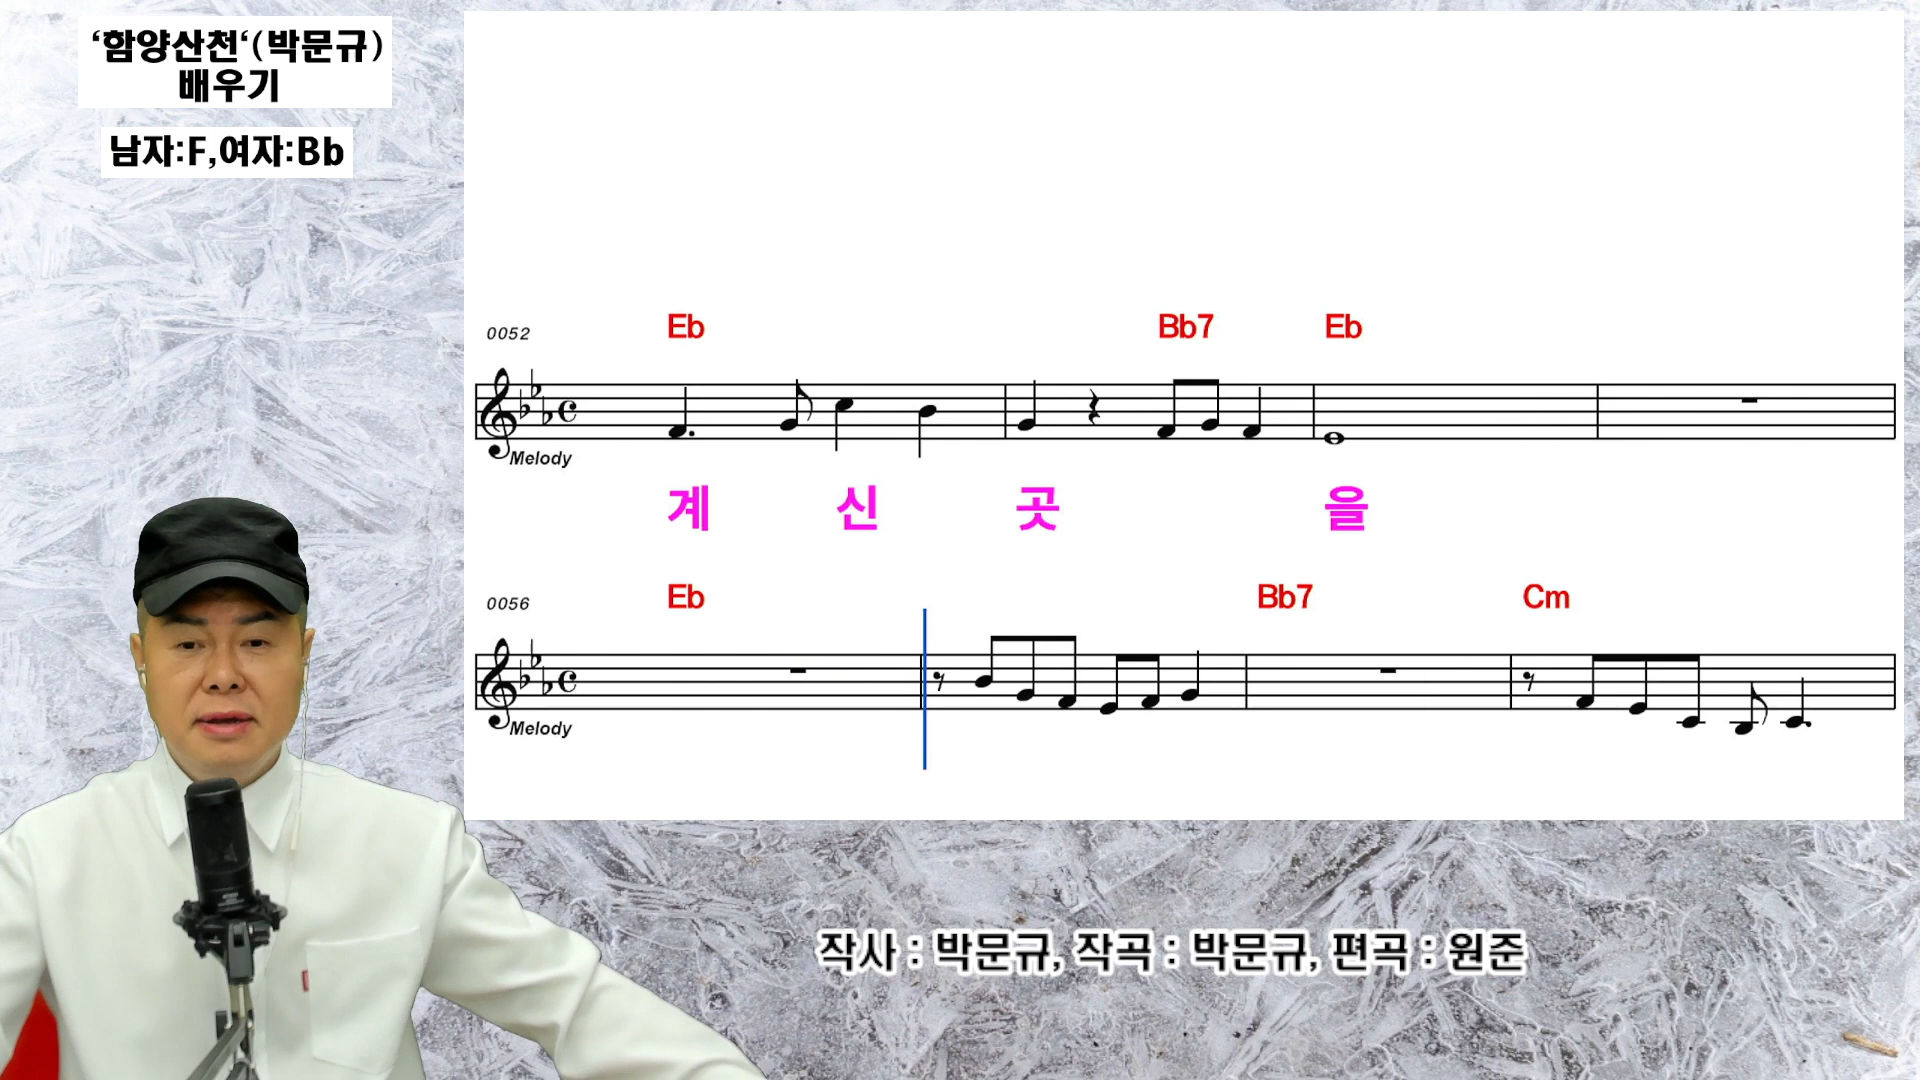 ‘함양산천‘(박문규)
배우기
남자:F,여자:Bb
0052 Eb Bb7 Eb
Melody
계 신 곳 을
0056 Eb Bb7 Cm
Melody
작사 : 박문규, 작곡 : 박문규, 편곡 : 원준